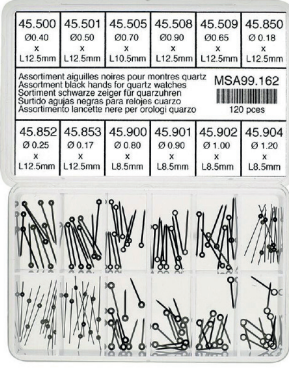 45.500 45.501 45.505 45.508 45.509 45.850
Ø0.40 Ø0.50 Ø0.70 Ø0.90 Ø0.65 Ø 0.18
x x x x x x
L12.5mm L12.5mm L10.5mm L12.5mm L12.5mm L12.5mm
Assortiment aiguilles noires pour montres quartz
Assortment black hands for quartz watches
Sortiment schwarze zeiger für quarzuhren
Surtido agujas negras para relojes cuarzo
Assortimento lancette nere per orologi quarzo
MSA99.162
120 pces
45.852 45.853 45.900 45.901 45.902 45.904
Ø 0.25 Ø 0.17 Ø 0.80 Ø 0.90 Ø 1.00 Ø 1.20
x x x x x x
L12.5mm L12.5mm L8.5mm L8.5mm L8.5mm L8.5mm